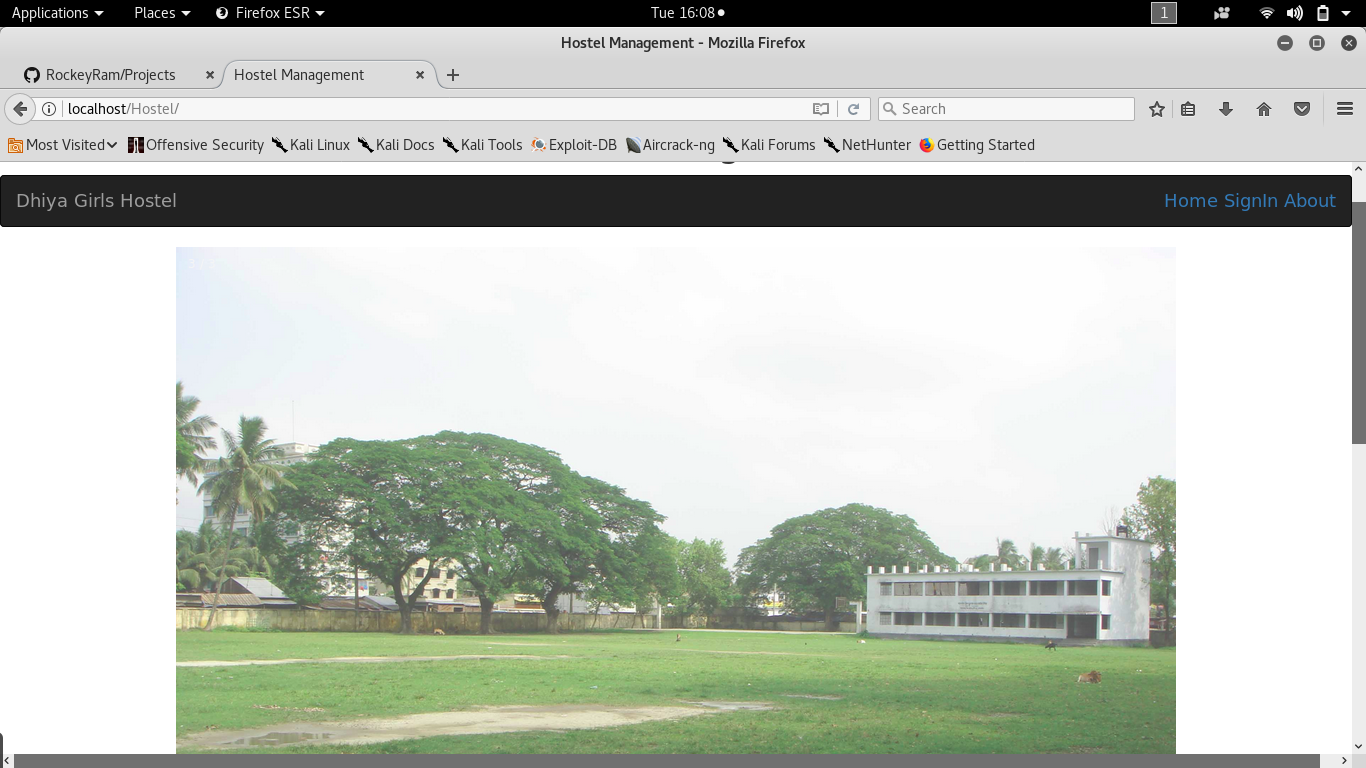 Applications Places Firefox ESR Tue 16:08 1
Hostel Management - Mozilla Firefox
RockeyRam/Projects Hostel Management
localhost/Hostel/ Search
Most Visited Offensive Security Kali Linux Kali Docs Kali Tools Exploit-DB Aircrack-ng Kali Forums NetHunter Getting Started
Dhiya Girls Hostel Home SignIn About